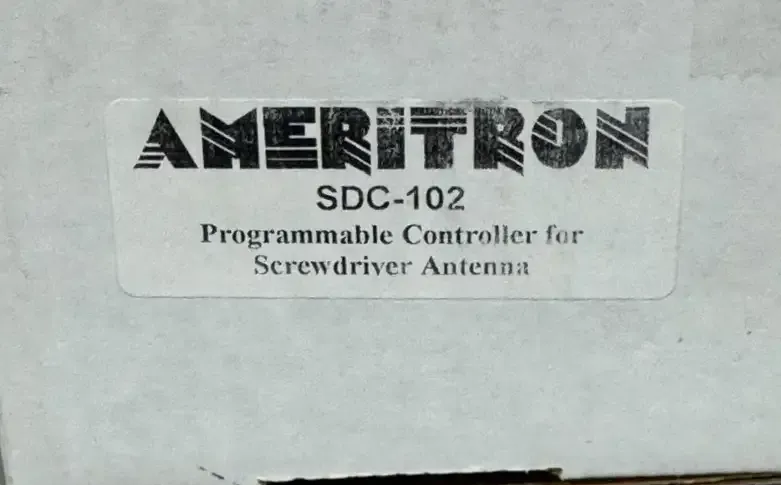 AMERITRON
SDC-102
Programmable Controller for
Screwdriver Antenna